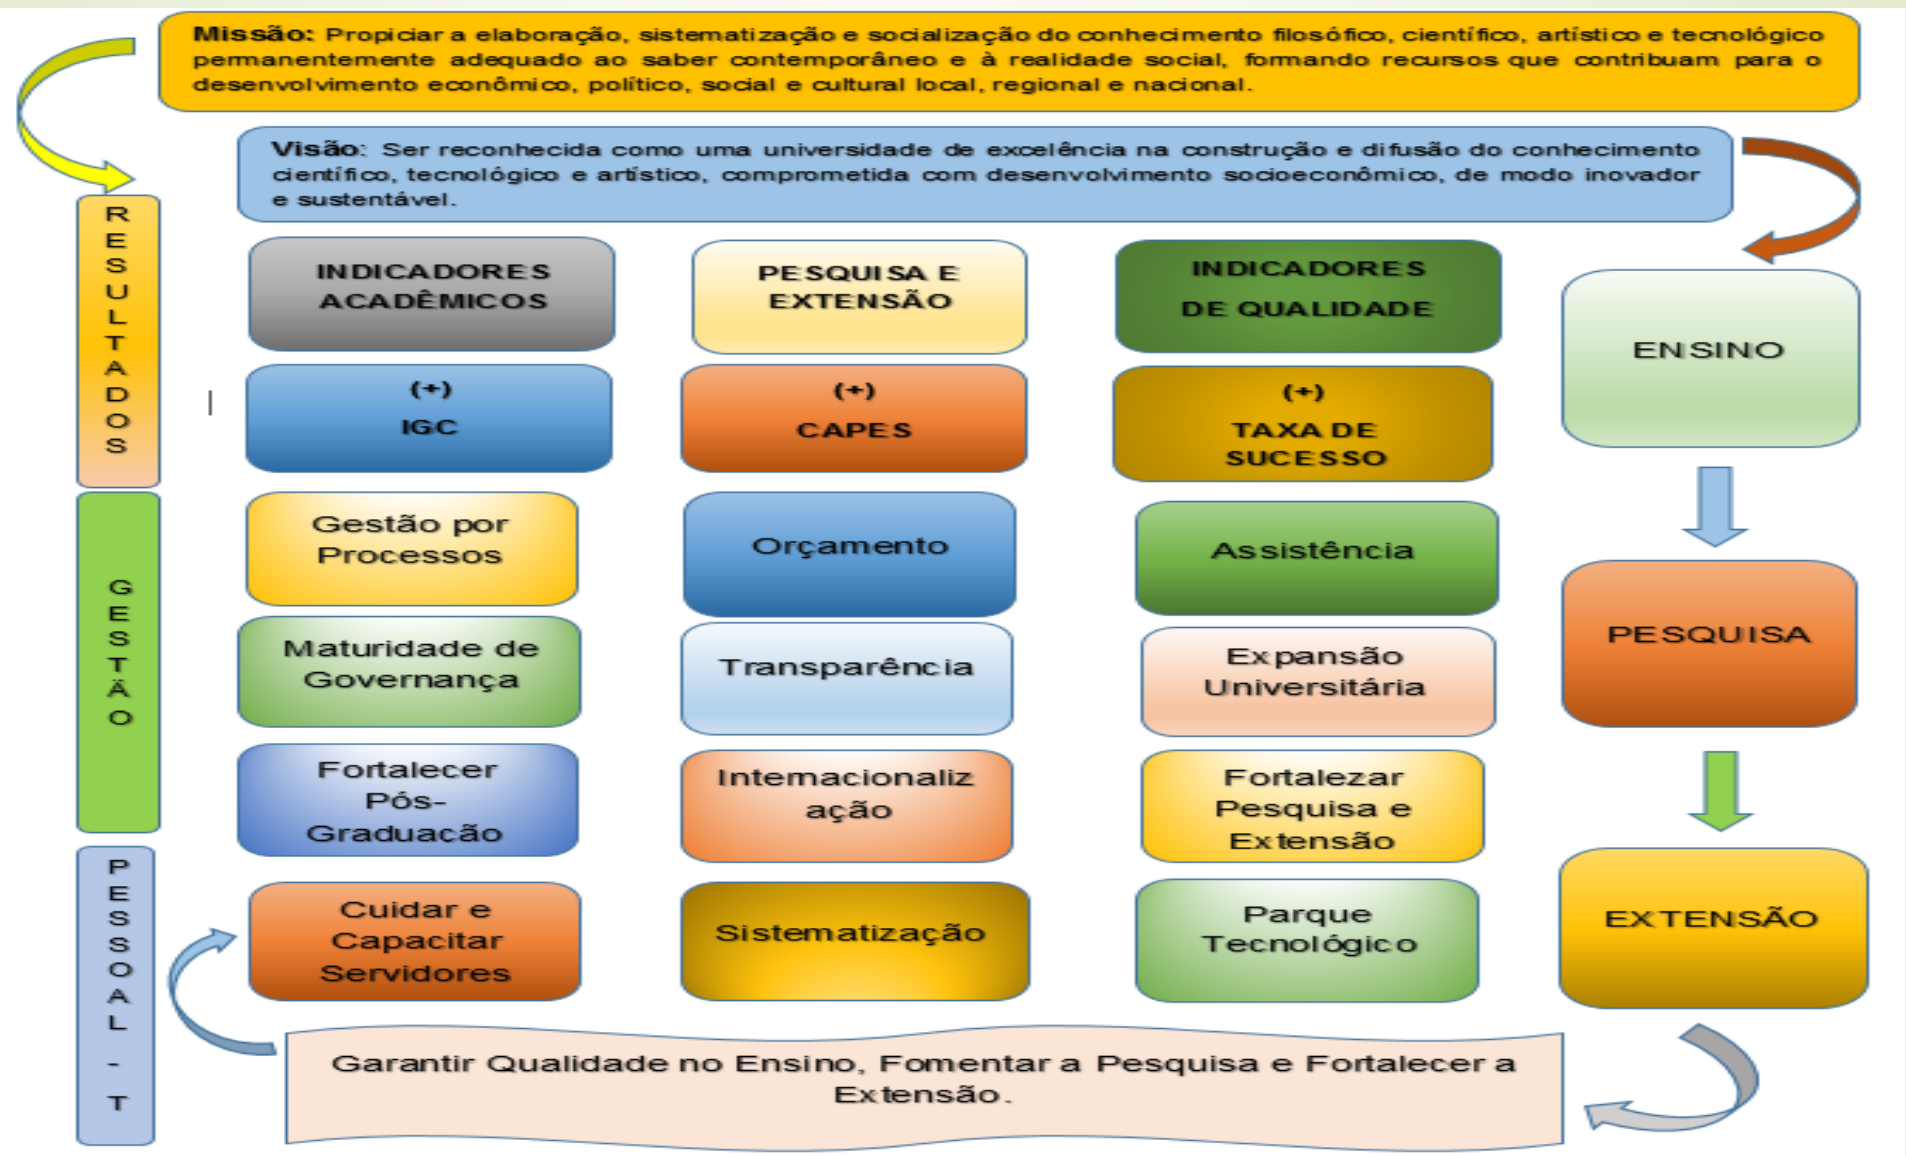 Missão: Propiciar a elaboração, sistematização e socialização do conhecimento filosófico, científico, artístico e tecnológico
permanentemente adequado ao saber contemporâneo e à realidade social, formando recursos que contribuam para o
desenvolvimento econômico, político, social e cultural local, regional e nacional.
Visão: Ser reconhecida como uma universidade de excelência na construção e difusão do conhecimento
científico, tecnológico e artístico, comprometida com desenvolvimento socioeconômico, de modo inovador
e sustentável.
RESULTADOS
INDICADORES
ACADÊMICOS
PESQUISA E
EXTENSÃO
INDICADORES
DE QUALIDADE
ENSINO
(+)
IGC
(+)
CAPES
(+)
TAXA DE
SUCESSO
GESTÃO
Gestão por
Processos
Orçamento
Assistência
PESQUISA
Maturidade de
Governança
Transparência
Expansão
Universitária
Fortalecer
Pós-
Graduação
Internacionaliz
ação
Fortalezar
Pesquisa e
Extensão
PESSOAL - T
Cuidar e
Capacitar
Servidores
Sistematização
Parque
Tecnológico
EXTENSÃO
Garantir Qualidade no Ensino, Fomentar a Pesquisa e Fortalecer a
Extensão.